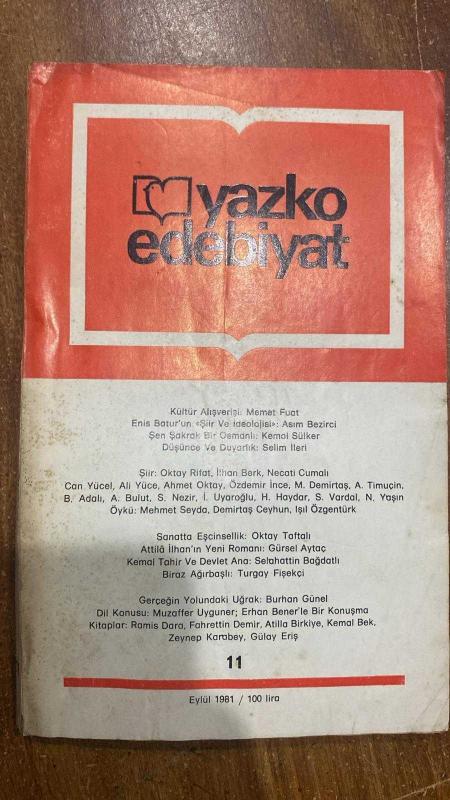 yazko
edebiyat
Kültür Alışverişi: Memet Fuat
Enis Batur'un «Şiir Ve İdeolojisi»: Asım Bezirci
Şen Şakrak Bir Osmanlı: Kemal Sülker
Düşünce Ve Duyarlık: Selim İleri
Şiir: Oktay Rifat, İlhan Berk, Necati Cumalı
Can Yücel, Ali Yüce, Ahmet Oktay, Özdemir İnce, M. Demirtaş, A. Timuçin,
B. Adalı, A. Bulut, S. Nezir, İ. Uyaroğlu, H. Haydar, S. Vardal, N. Yaşın
Öykü: Mehmet Seyda, Demirtaş Ceyhun, Işıl Özgentürk
Sanatta Eşcinsellik: Oktay Taftalı
Attilâ İlhan'ın Yeni Romanı: Gürsel Aytaç
Kemal Tahir Ve Devlet Ana: Selahattin Bağdatlı
Biraz Ağırbaşlı: Turgay Fişekçi
Gerçeğin Yolundaki Uğrak: Burhan Günel
Dil Konusu: Muzaffer Uyguner; Erhan Bener'le Bir Konuşma
Kitaplar: Ramis Dara, Fahrettin Demir, Atilla Birkiye, Kemal Bek,
Zeynep Karabey, Gülay Eriş
11
Eylül 1981 / 100 lira